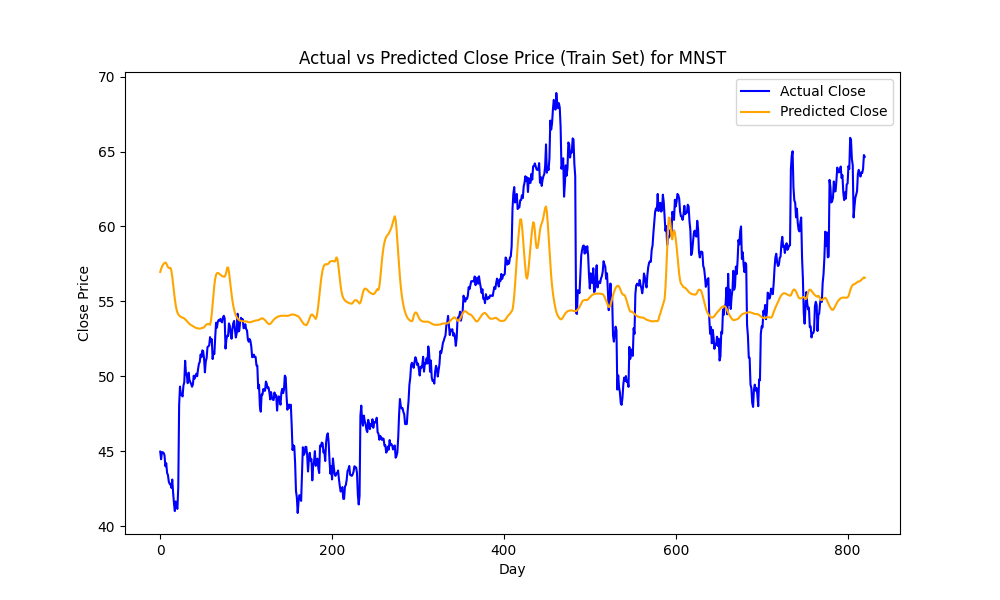 Actual vs Predicted Close Price (Train Set) for MNST
Actual Close
Predicted Close
Close Price
70
65
60
55
50
45
40
0 200 400 600 800
Day